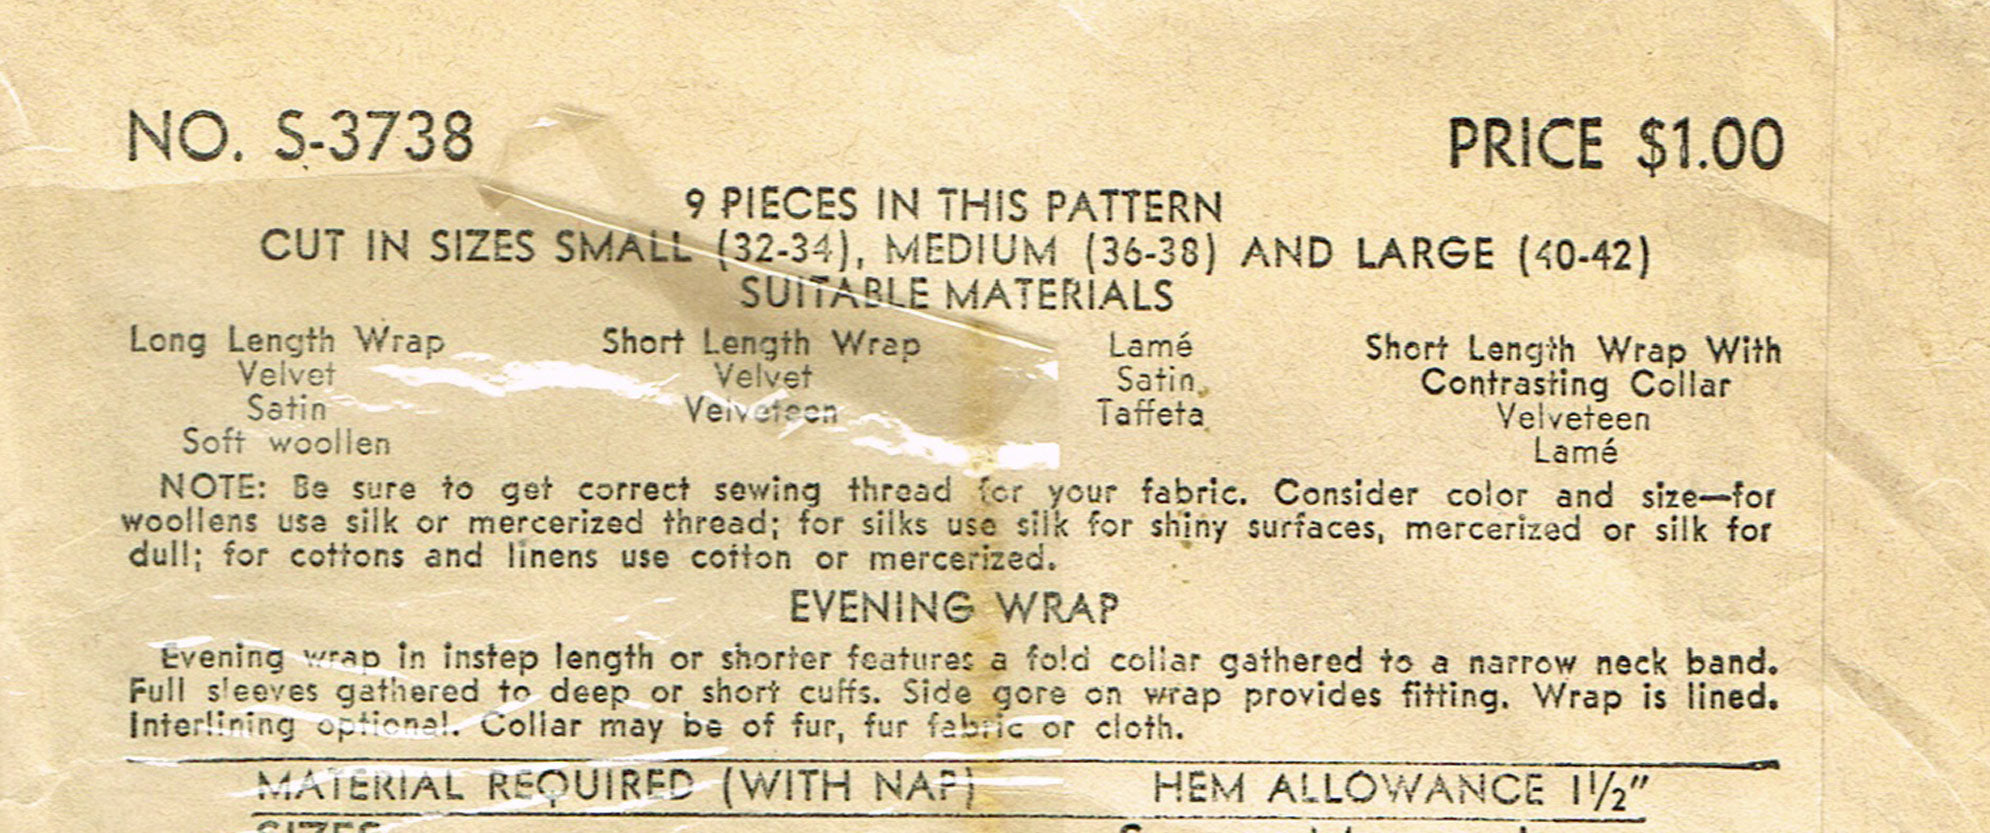 NO. S-3738
PRICE $1.00
9 PIECES IN THIS PATTERN
CUT IN SIZES SMALL (32-34), MEDIUM (36-38) AND LARGE (40-42)
SUITABLE MATERIALS
Long Length Wrap
Velvet
Satin
Soft woollen
Short Length Wrap
Velvet
Velveteen
Lamé
Satin
Taffeta
Short Length Wrap With
Contrasting Collar
Velveteen
Lamé
NOTE: Be sure to get correct sewing thread for your fabric. Consider color and size—for
woollens use silk or mercerized thread; for silks use silk for shiny surfaces, mercerized or silk for
dull; for cottons and linens use cotton or mercerized.
EVENING WRAP
Evening wrap in instep length or shorter features a fold collar gathered to a narrow neck band.
Full sleeves gathered to deep or short cuffs. Side gore on wrap provides fitting. Wrap is lined.
Interlining optional. Collar may be of fur, fur fabric or cloth.
MATERIAL REQUIRED (WITH NAP)
HEM ALLOWANCE 1½"
SIZES